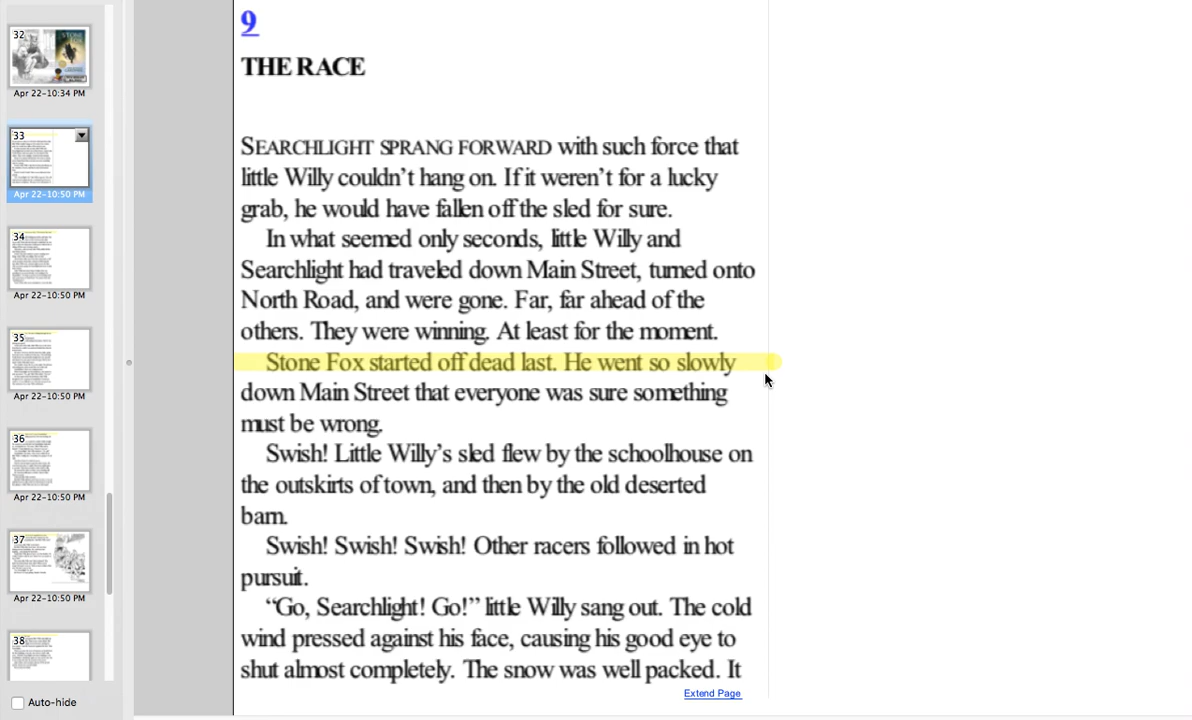 32
Apr 22-10:34 PM
33
Apr 22-10:50 PM
34
Apr 22-10:50 PM
35
Apr 22-10:50 PM
36
Apr 22-10:50 PM
37
Apr 22-10:50 PM
38
Auto-hide
9
THE RACE
SEARCHLIGHT SPRANG FORWARD with such force that
little Willy couldn't hang on. If it weren't for a lucky
grab, he would have fallen off the sled for sure.
In what seemed only seconds, little Willy and
Searchlight had traveled down Main Street, turned onto
North Road, and were gone. Far, far ahead of the
others. They were winning. At least for the moment.
Stone Fox started off dead last. He went so slowly
down Main Street that everyone was sure something
must be wrong.
Swish! Little Willy's sled flew by the schoolhouse on
the outskirts of town, and then by the old deserted
barn.
Swish! Swish! Swish! Other racers followed in hot
pursuit.
“Go, Searchlight! Go!” little Willy sang out. The cold
wind pressed against his face, causing his good eye to
shut almost completely. The snow was well packed. It
Extend Page